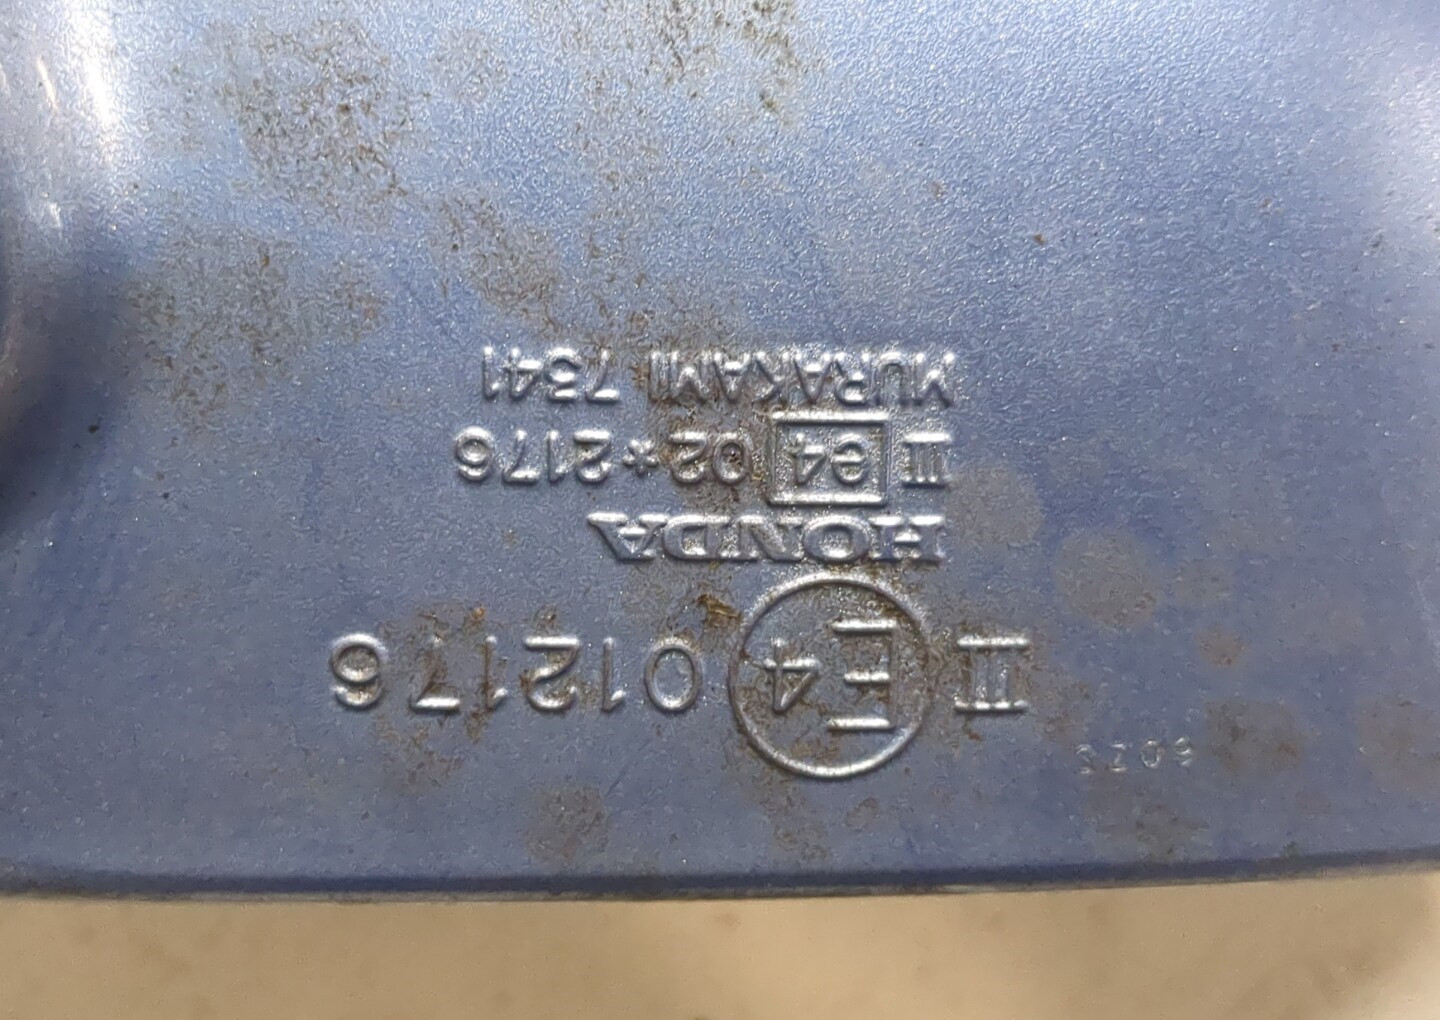 III E4 012176
HONDA
III e4 02*2176
MURAKAMI 7341